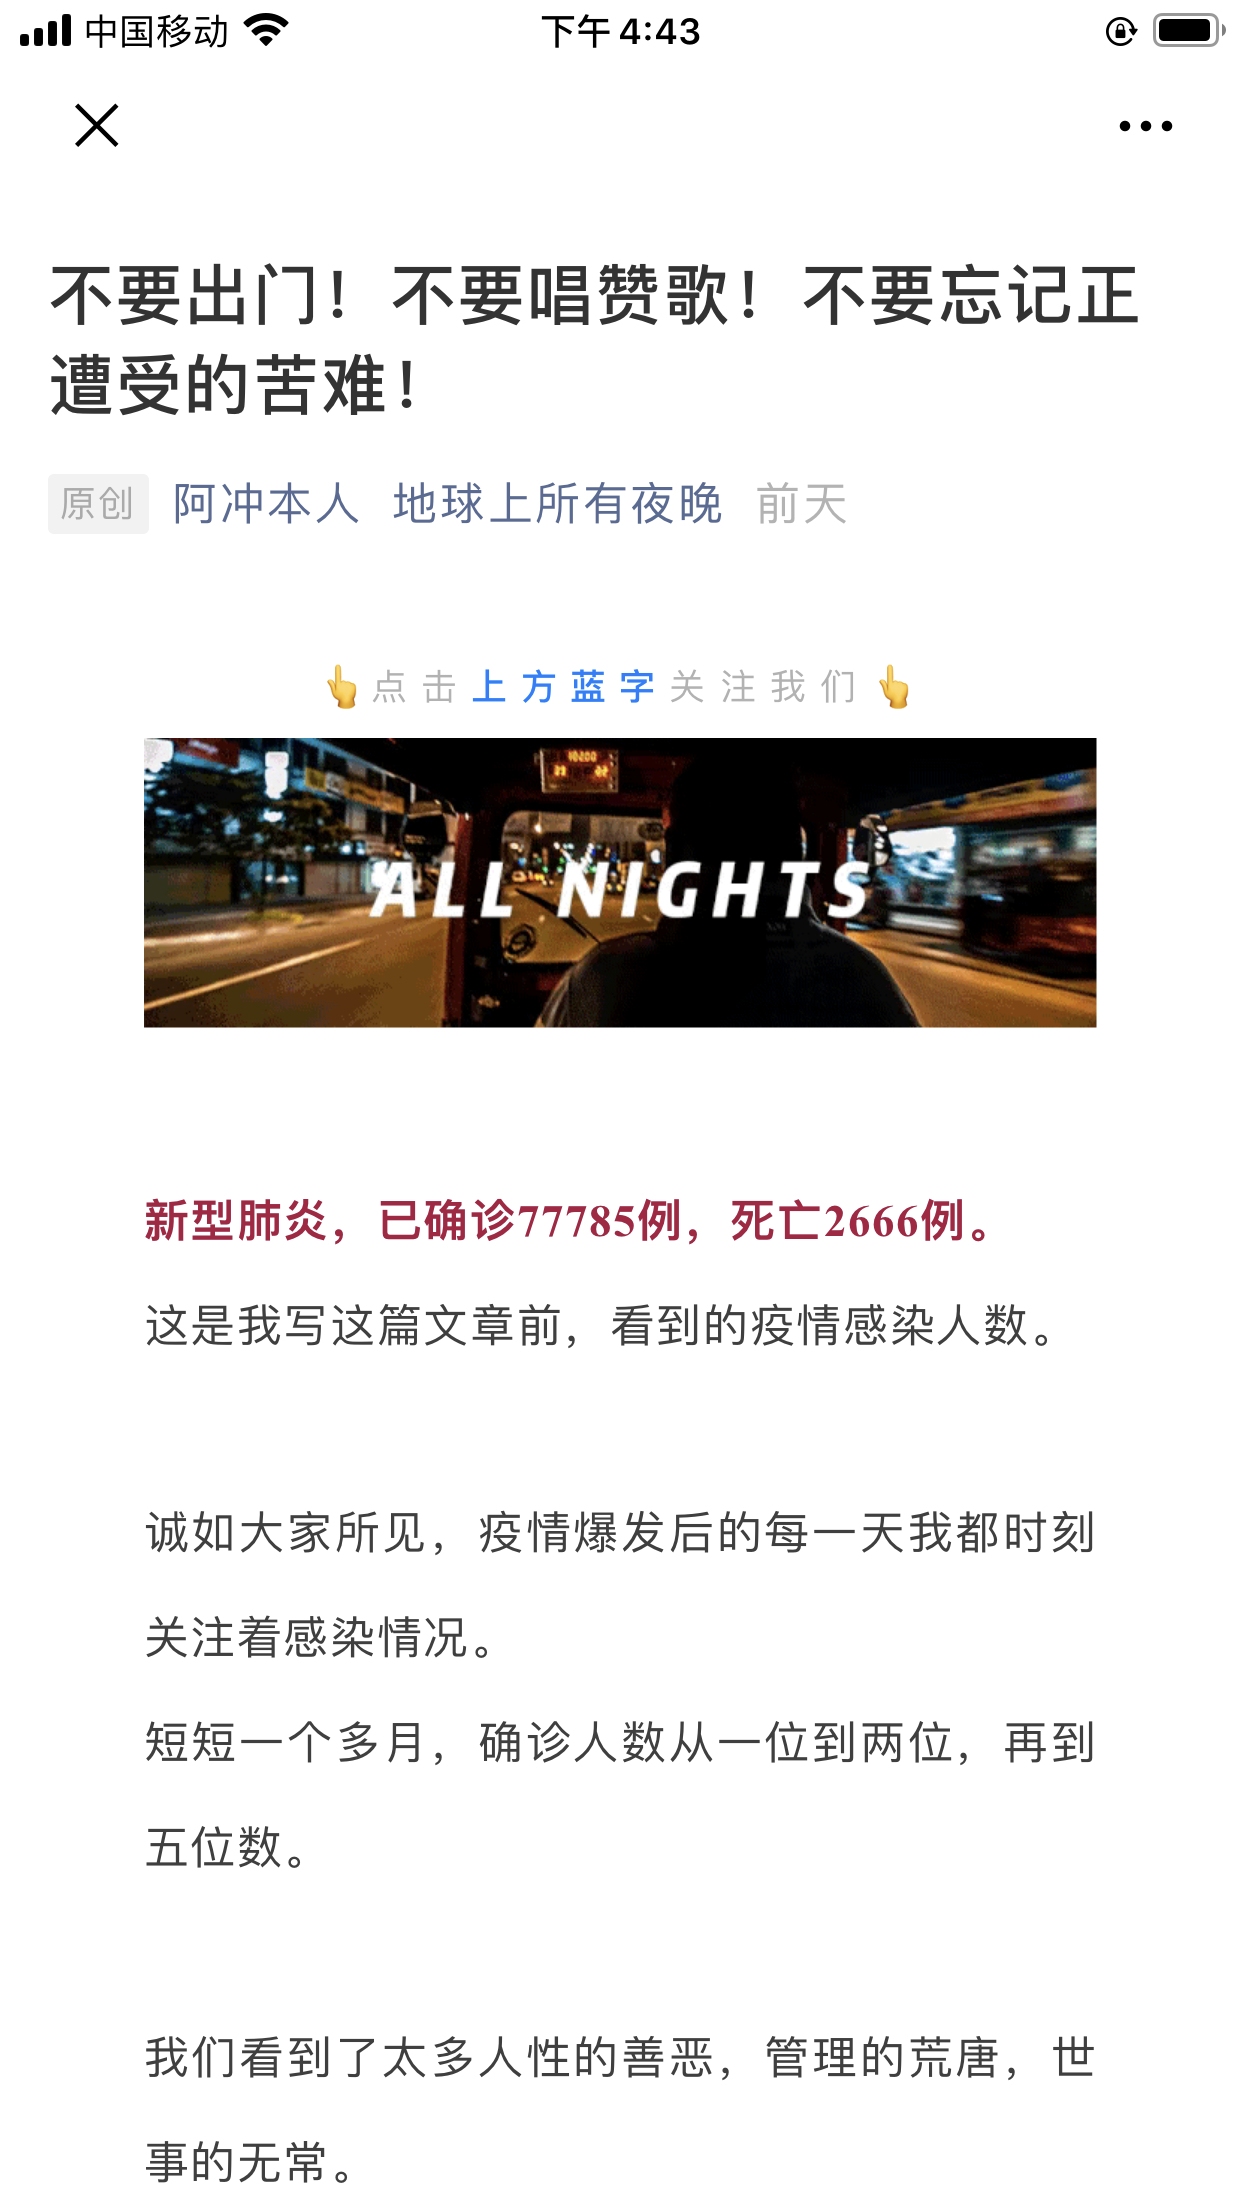 中国移动
下午4:43
不要出门！不要唱赞歌！不要忘记正
遭受的苦难！
原创 阿冲本人 地球上所有夜晚 前天
👆点击上方蓝字关注我们👆
ALL NIGHTS
新型肺炎，已确诊77785例，死亡2666例。
这是我写这篇文章前，看到的疫情感染人数。
诚如大家所见，疫情爆发后的每一天我都时刻
关注着感染情况。
短短一个多月，确诊人数从一位到两位，再到
五位数。
我们看到了太多人性的善恶，管理的荒唐，世
事的无常。